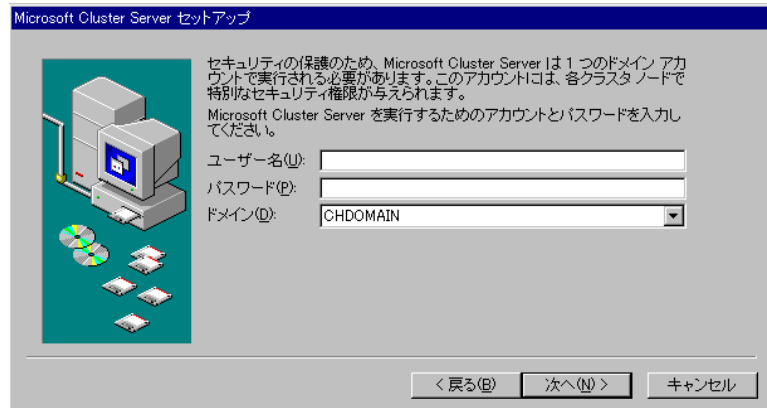 Microsoft Cluster Server セットアップ
セキュリティの保護のため、Microsoft Cluster Server は 1 つのドメイン アカ
ウントで実行される必要があります。このアカウントには、各クラスタ ノードで
特別なセキュリティ権限が与えられます。
Microsoft Cluster Server を実行するためのアカウントとパスワードを入力し
てください。
ユーザー名(U):
パスワード(P):
ドメイン(D): CHDOMAIN
< 戻る(B) 次へ(N) > キャンセル